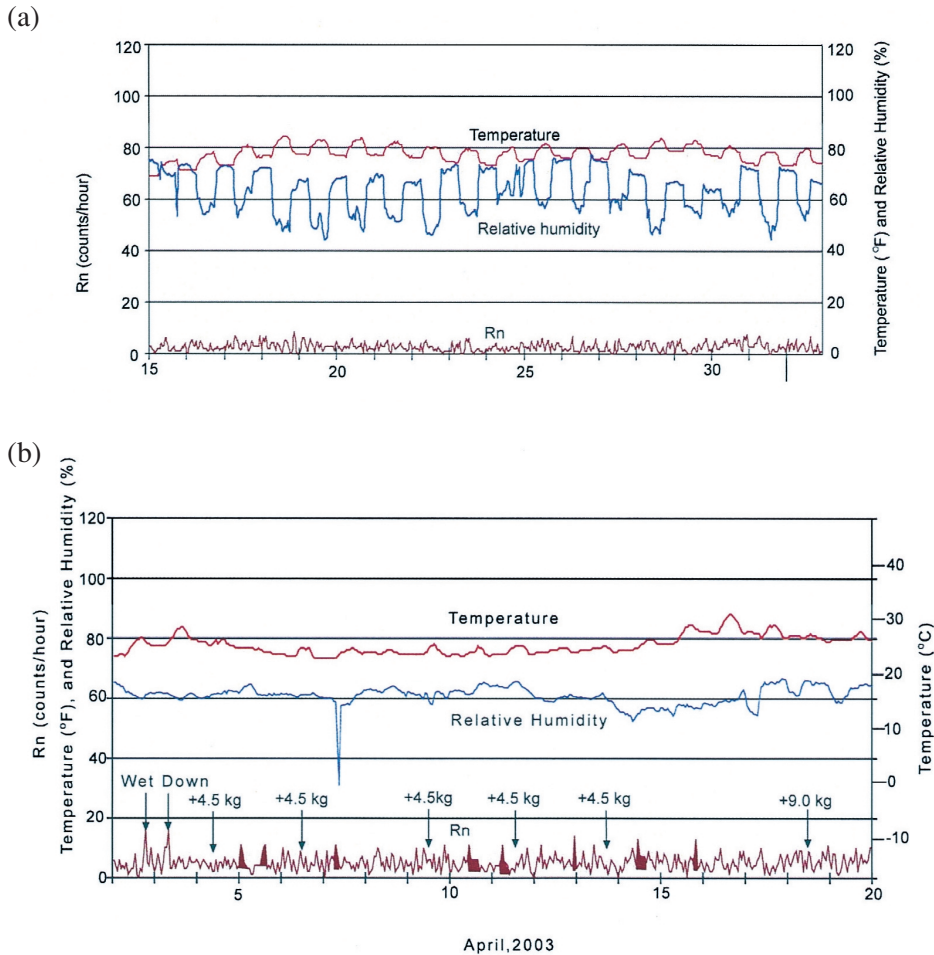 (a)
Rn (counts/hour)
120
100
80
60
40
20
0
Temperature
Relative humidity
Rn
120
100
80
60
40
20
0
Temperature (°F) and Relative Humidity (%)
15
20
25
30
(b)
Rn (counts/hour)
Temperature (°F), and Relative Humidity (%)
120
100
80
60
40
20
0
Temperature
Relative Humidity
Wet Down
+4.5 kg
+4.5 kg
+4.5kg
+4.5 kg
+4.5 kg
+9.0 kg
Rn
40
30
20
10
0
-10
Temperature (°C)
5
10
15
20
April,2003